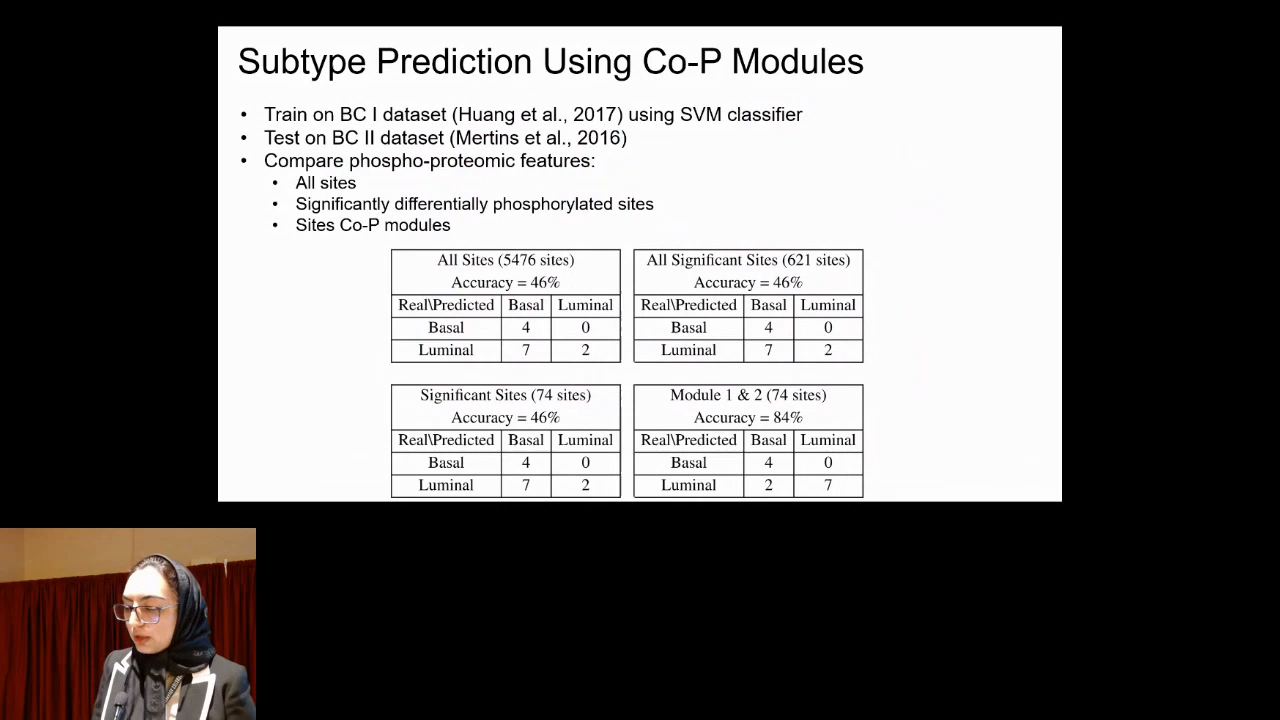 Subtype Prediction Using Co-P Modules
• Train on BC I dataset (Huang et al., 2017) using SVM classifier
• Test on BC II dataset (Mertins et al., 2016)
• Compare phospho-proteomic features:
• All sites
• Significantly differentially phosphorylated sites
• Sites Co-P modules
All Sites (5476 sites)
Accuracy = 46%
Real\Predicted Basal Luminal
Basal 4 0
Luminal 7 2
All Significant Sites (621 sites)
Accuracy = 46%
Real\Predicted Basal Luminal
Basal 4 0
Luminal 7 2
Significant Sites (74 sites)
Accuracy = 46%
Real\Predicted Basal Luminal
Basal 4 0
Luminal 7 2
Module 1 & 2 (74 sites)
Accuracy = 84%
Real\Predicted Basal Luminal
Basal 4 0
Luminal 2 7